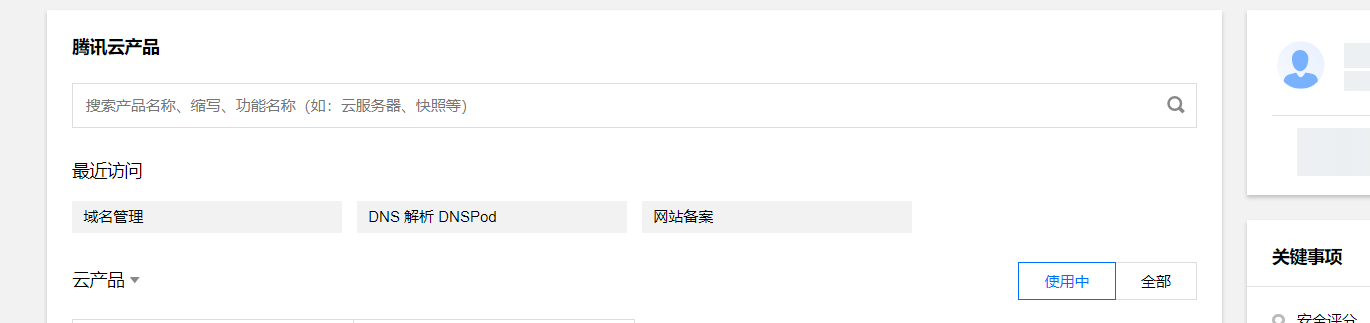 腾讯云产品
搜索产品名称、缩写、功能名称（如：云服务器、快照等）
最近访问
域名管理
DNS 解析 DNSPod
网站备案
云产品
使用中
全部
关键事项
安全评分